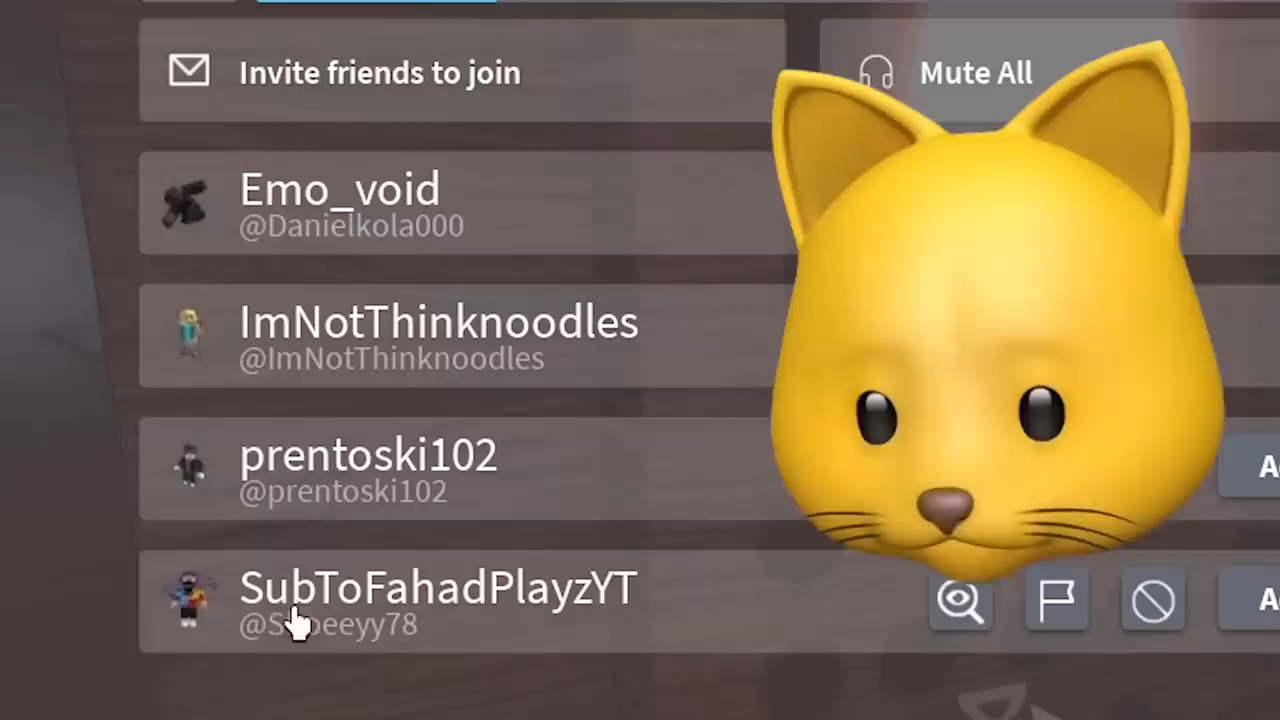 Invite friends to join
Mute All
Emo_void
@Danielkola000
ImNotThinknoodles
@ImNotThinknoodles
prentoski102
@prentoski102
SubToFahadPlayzYT